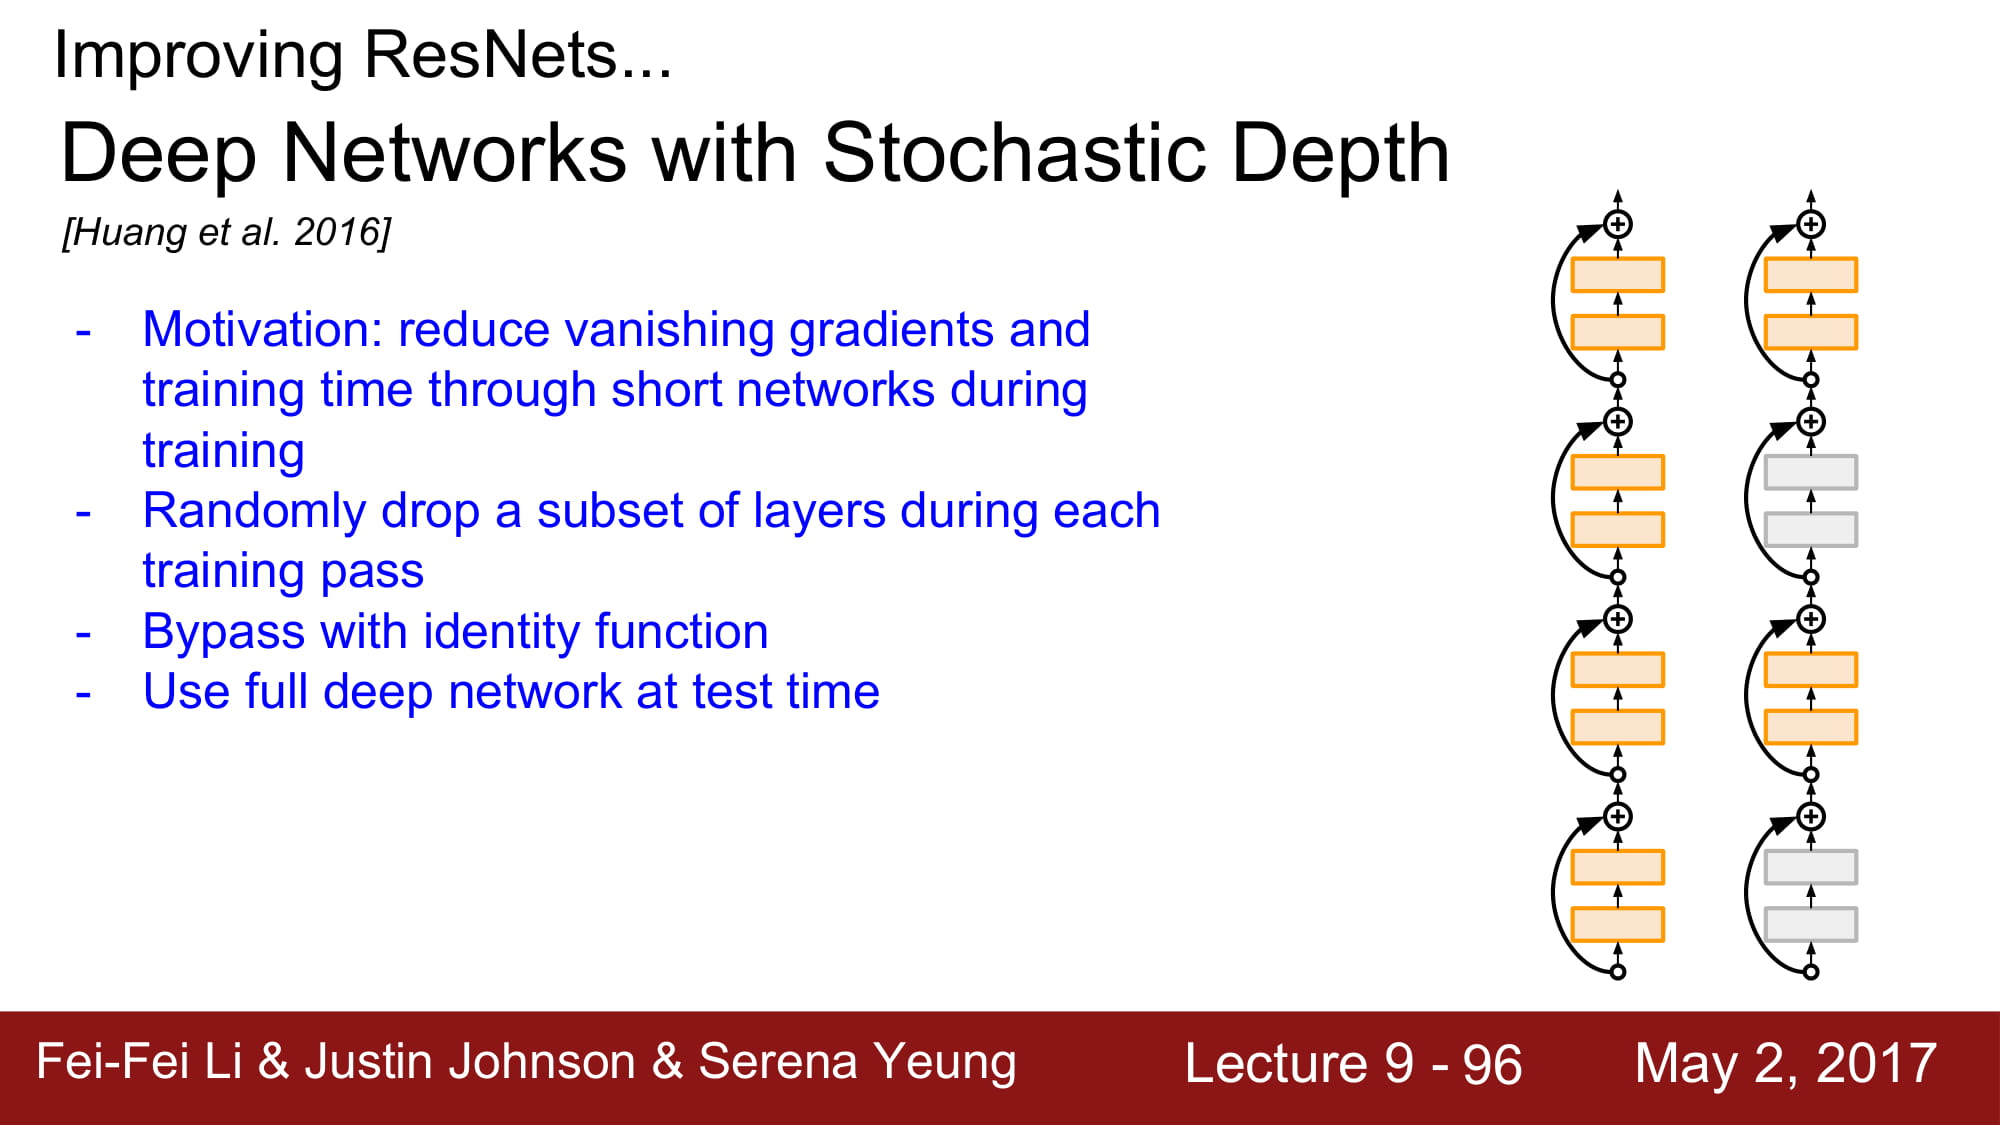 Improving ResNets...
Deep Networks with Stochastic Depth
[Huang et al. 2016]
- Motivation: reduce vanishing gradients and
training time through short networks during
training
- Randomly drop a subset of layers during each
training pass
- Bypass with identity function
- Use full deep network at test time
Fei-Fei Li & Justin Johnson & Serena Yeung
Lecture 9 - 96
May 2, 2017